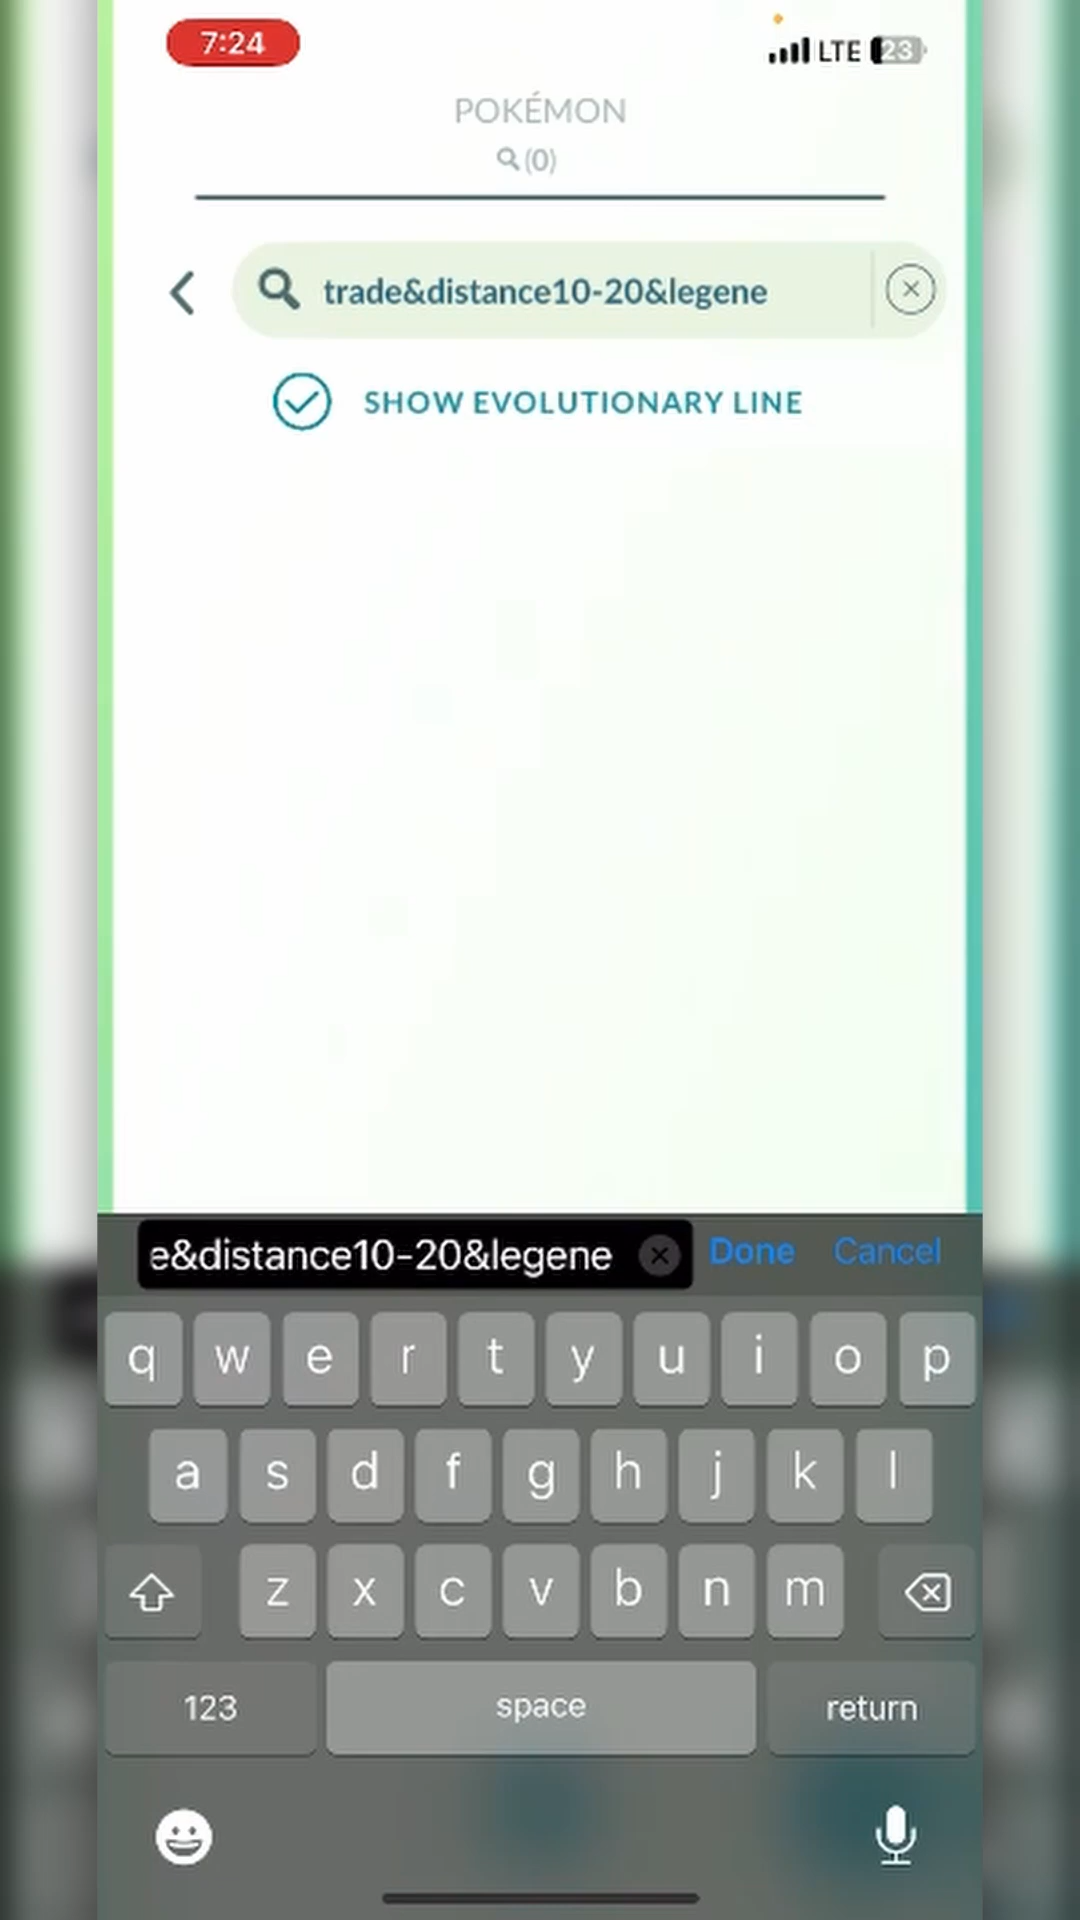 7:24
LTE 23
POKÉMON
(0)
trade&distance10-20&legene
SHOW EVOLUTIONARY LINE
e&distance10-20&legene Done Cancel
q w e r t y u i o p
a s d f g h j k l
z x c v b n m
123 space return